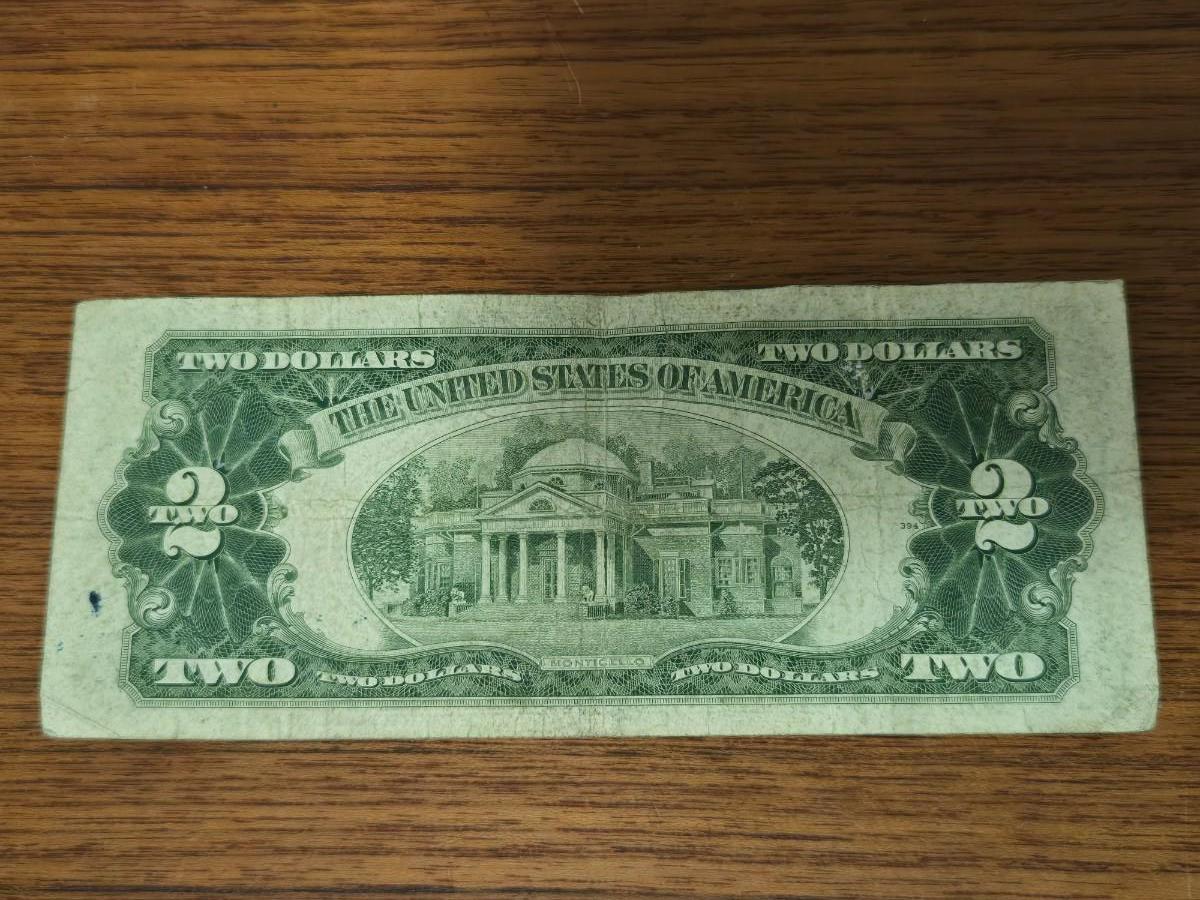 TWO DOLLARS TWO DOLLARS
THE UNITED STATES OF AMERICA
2 TWO 2 TWO
394
MONTICELLO
TWO TWO DOLLARS TWO DOLLARS TWO